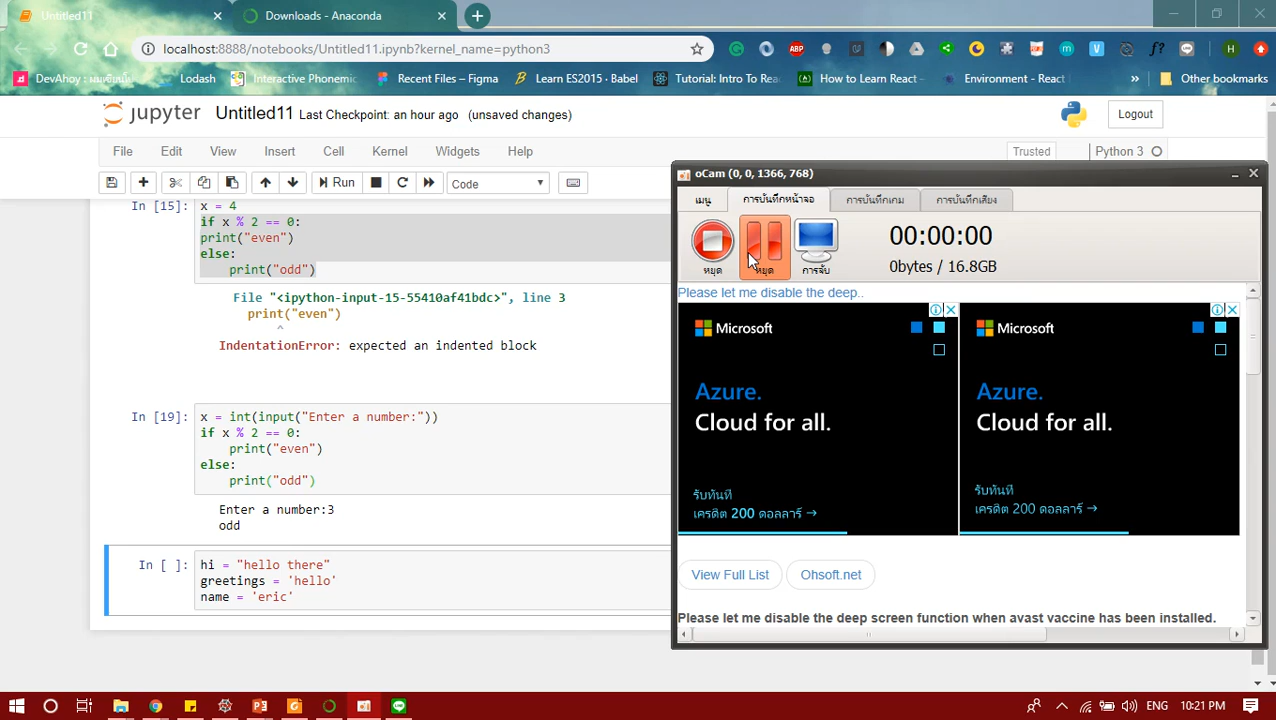 Untitled11
Downloads - Anaconda
localhost:8888/notebooks/Untitled11.ipynb?kernel_name=python3
Lodash
Interactive Phonemic
Recent Files – Figma
Learn ES2015 · Babel
Tutorial: Intro To Rea
How to Learn React
Environment - React
Other bookmarks
jupyter Untitled11 Last Checkpoint: an hour ago (unsaved changes)
Logout
File Edit View Insert Cell Kernel Widgets Help
Trusted
Python 3
Run
Code
In [15]: x = 4
if x % 2 == 0:
print("even")
else:
print("odd")
File "<ipython-input-15-55410af41bdc>", line 3
print("even")
^
IndentationError: expected an indented block
In [19]: x = int(input("Enter a number:"))
if x % 2 == 0:
print("even")
else:
print("odd")
Enter a number:3
odd
In [ ]: hi = "hello there"
greetings = 'hello'
name = 'eric'
oCam (0, 0, 1366, 768)
เมนู
การบันทึกหน้าจอ
การบันทึกเกม
การบันทึกเสียง
หยุด
หยุด
การจับ
00:00:00
0bytes / 16.8GB
Please let me disable the deep..
Microsoft
Azure.
Cloud for all.
รับทันที
เครดิต 200 ดอลลาร์ →
Microsoft
Azure.
Cloud for all.
รับทันที
เครดิต 200 ดอลลาร์ →
View Full List
Ohsoft.net
Please let me disable the deep screen function when avast vaccine has been installed.
ENG
10:21 PM